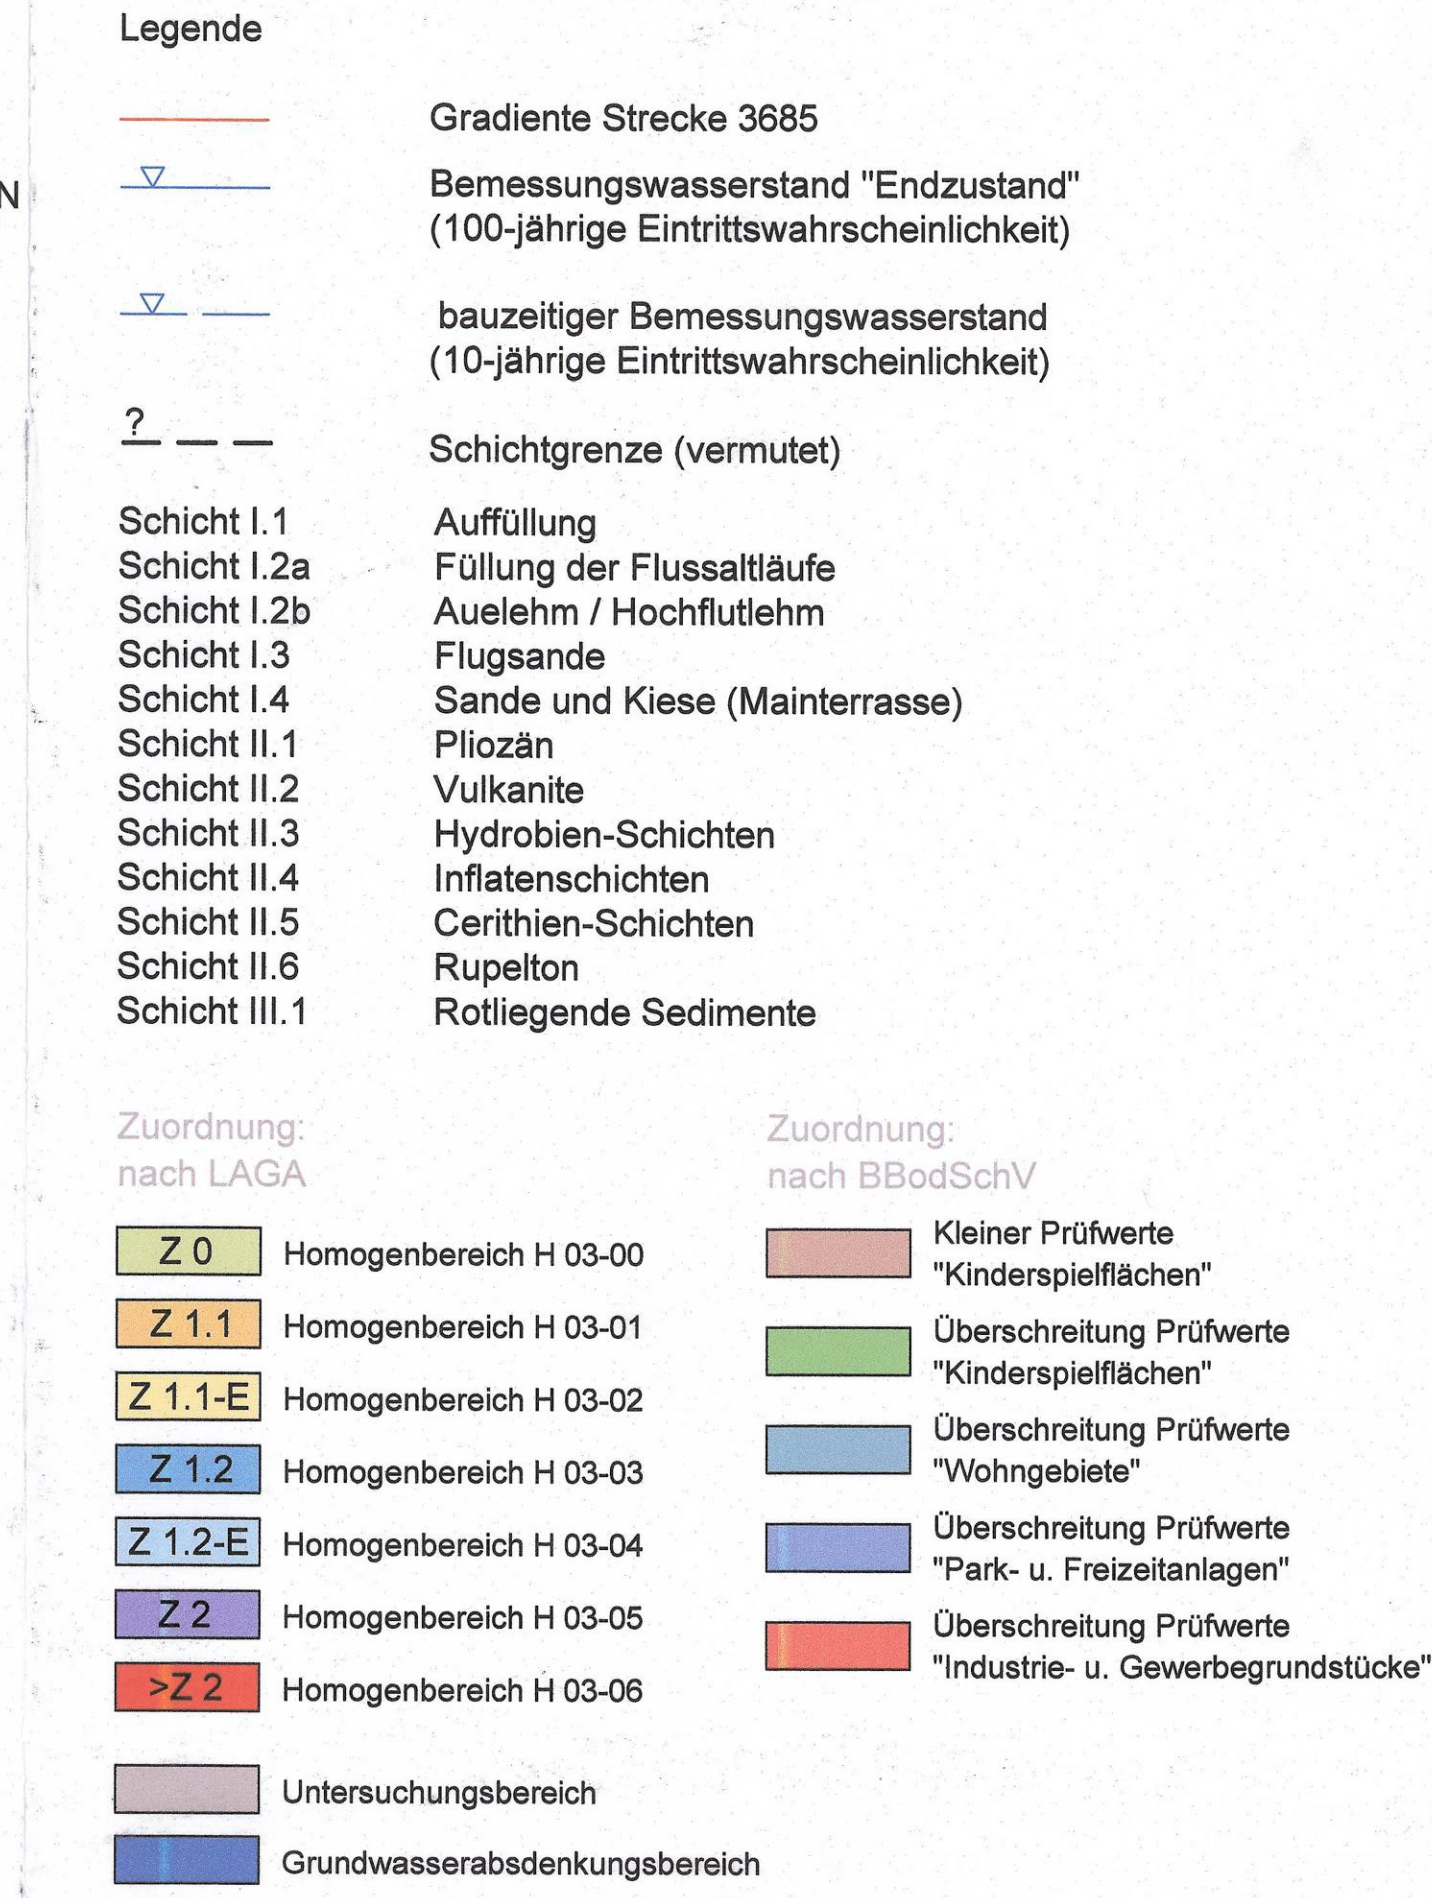 Legende
Gradiente Strecke 3685
N
Bemessungswasserstand "Endzustand"
(100-jährige Eintrittswahrscheinlichkeit)
bauzeitiger Bemessungswasserstand
(10-jährige Eintrittswahrscheinlichkeit)
?
Schichtgrenze (vermutet)
Schicht I.1 Auffüllung
Schicht I.2a Füllung der Flussaltläufe
Schicht I.2b Auelehm / Hochflutlehm
Schicht I.3 Flugsande
Schicht I.4 Sande und Kiese (Mainterrasse)
Schicht II.1 Pliozän
Schicht II.2 Vulkanite
Schicht II.3 Hydrobien-Schichten
Schicht II.4 Inflatenschichten
Schicht II.5 Cerithien-Schichten
Schicht II.6 Rupelton
Schicht III.1 Rotliegende Sedimente
Zuordnung:
nach LAGA
Z 0 Homogenbereich H 03-00
Z 1.1 Homogenbereich H 03-01
Z 1.1-E Homogenbereich H 03-02
Z 1.2 Homogenbereich H 03-03
Z 1.2-E Homogenbereich H 03-04
Z 2 Homogenbereich H 03-05
>Z 2 Homogenbereich H 03-06
Untersuchungsbereich
Grundwasserabsdenkungsbereich
Zuordnung:
nach BBodSchV
Kleiner Prüfwerte
"Kinderspielflächen"
Überschreitung Prüfwerte
"Kinderspielflächen"
Überschreitung Prüfwerte
"Wohngebiete"
Überschreitung Prüfwerte
"Park- u. Freizeitanlagen"
Überschreitung Prüfwerte
"Industrie- u. Gewerbegrundstücke"